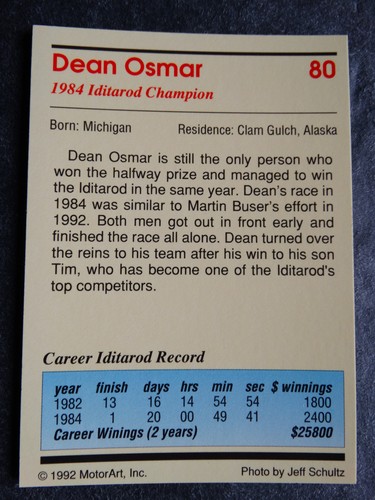 Dean Osmar 80
1984 Iditarod Champion
Born: Michigan Residence: Clam Gulch, Alaska
Dean Osmar is still the only person who
won the halfway prize and managed to win
the Iditarod in the same year. Dean's race in
1984 was similar to Martin Buser's effort in
1992. Both men got out in front early and
finished the race all alone. Dean turned over
the reins to his team after his win to his son
Tim, who has become one of the Iditarod's
top competitors.
Career Iditarod Record
year finish days hrs min sec $ winnings
1982 13 16 14 54 54 1800
1984 1 20 00 49 41 2400
Career Winings (2 years) $25800
© 1992 MotorArt, Inc. Photo by Jeff Schultz